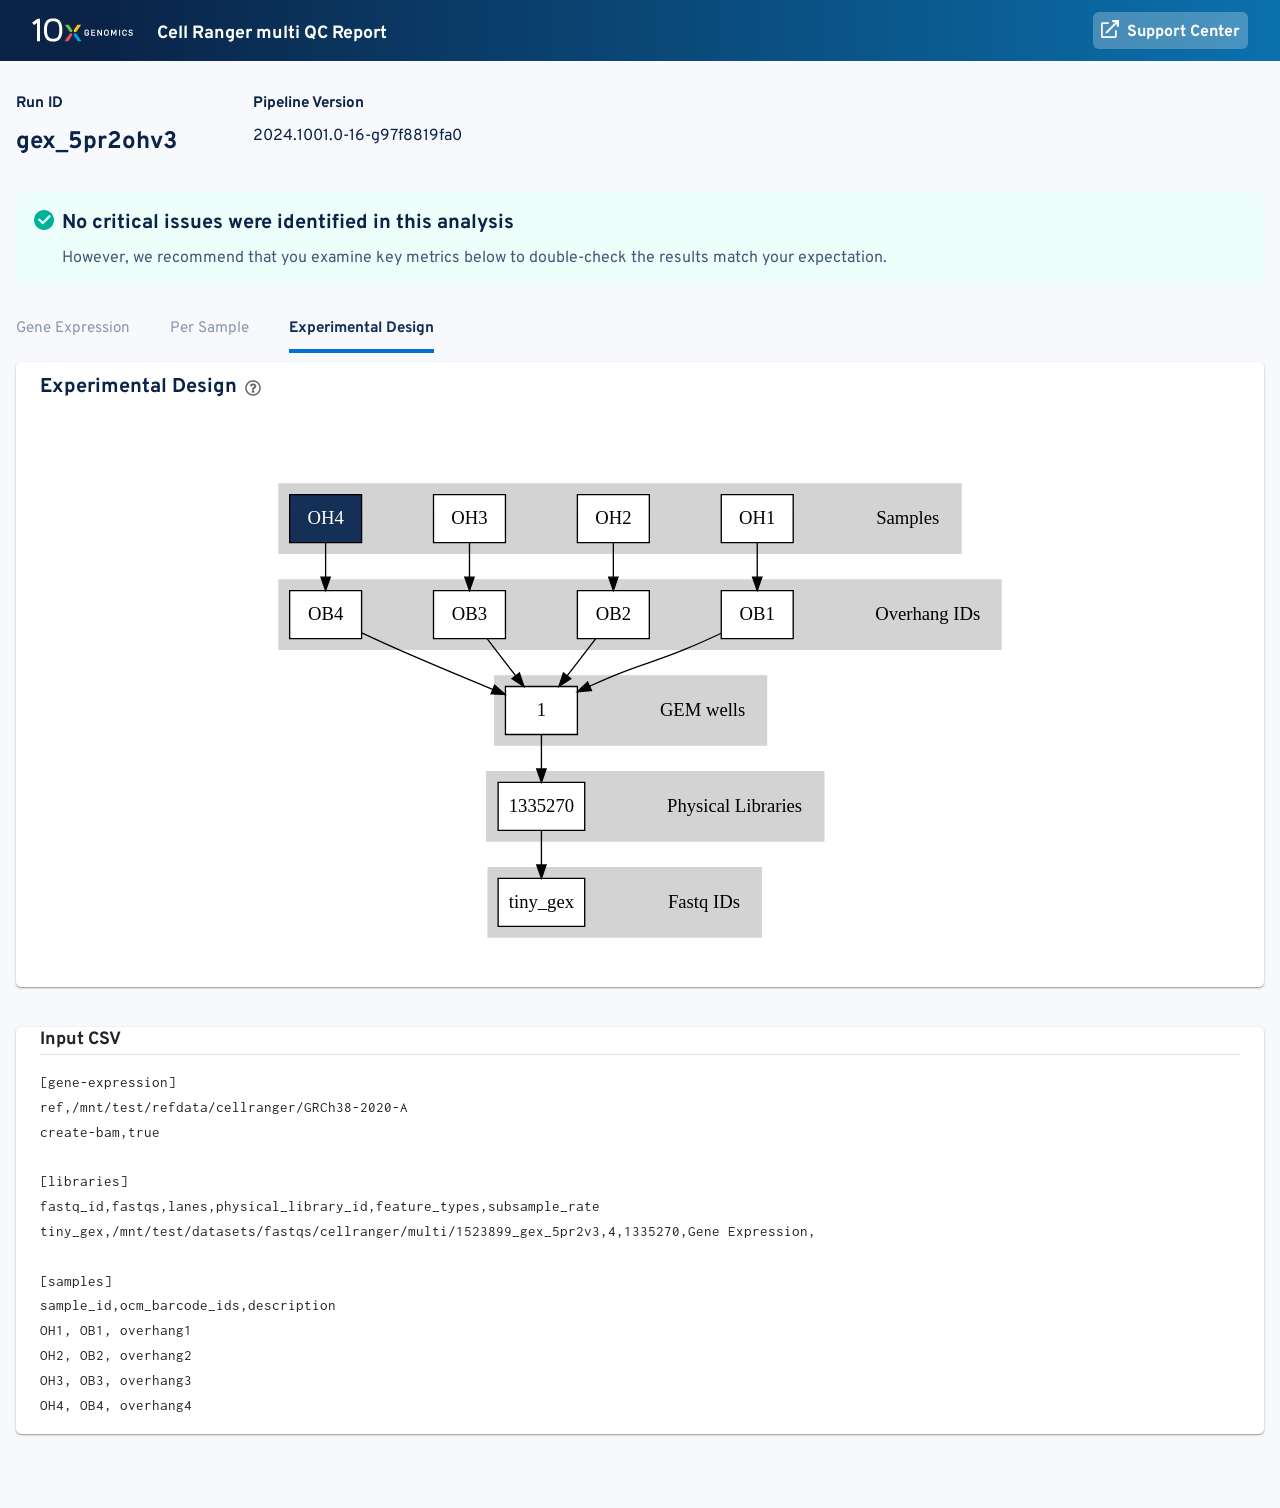 10x GENOMICS Cell Ranger multi QC Report Support Center
Run ID Pipeline Version
gex_5pr2ohv3 2024.1001.0-16-g97f8819fa0
No critical issues were identified in this analysis
However, we recommend that you examine key metrics below to double-check the results match your expectation.
Gene Expression Per Sample Experimental Design
Experimental Design ?
OH4 OH3 OH2 OH1 Samples
OB4 OB3 OB2 OB1 Overhang IDs
1 GEM wells
1335270 Physical Libraries
tiny_gex Fastq IDs
Input CSV
[gene-expression]
ref,/mnt/test/refdata/cellranger/GRCh38-2020-A
create-bam,true
[libraries]
fastq_id,fastqs,lanes,physical_library_id,feature_types,subsample_rate
tiny_gex,/mnt/test/datasets/fastqs/cellranger/multi/1523899_gex_5pr2v3,4,1335270,Gene Expression,
[samples]
sample_id,ocm_barcode_ids,description
OH1, OB1, overhang1
OH2, OB2, overhang2
OH3, OB3, overhang3
OH4, OB4, overhang4